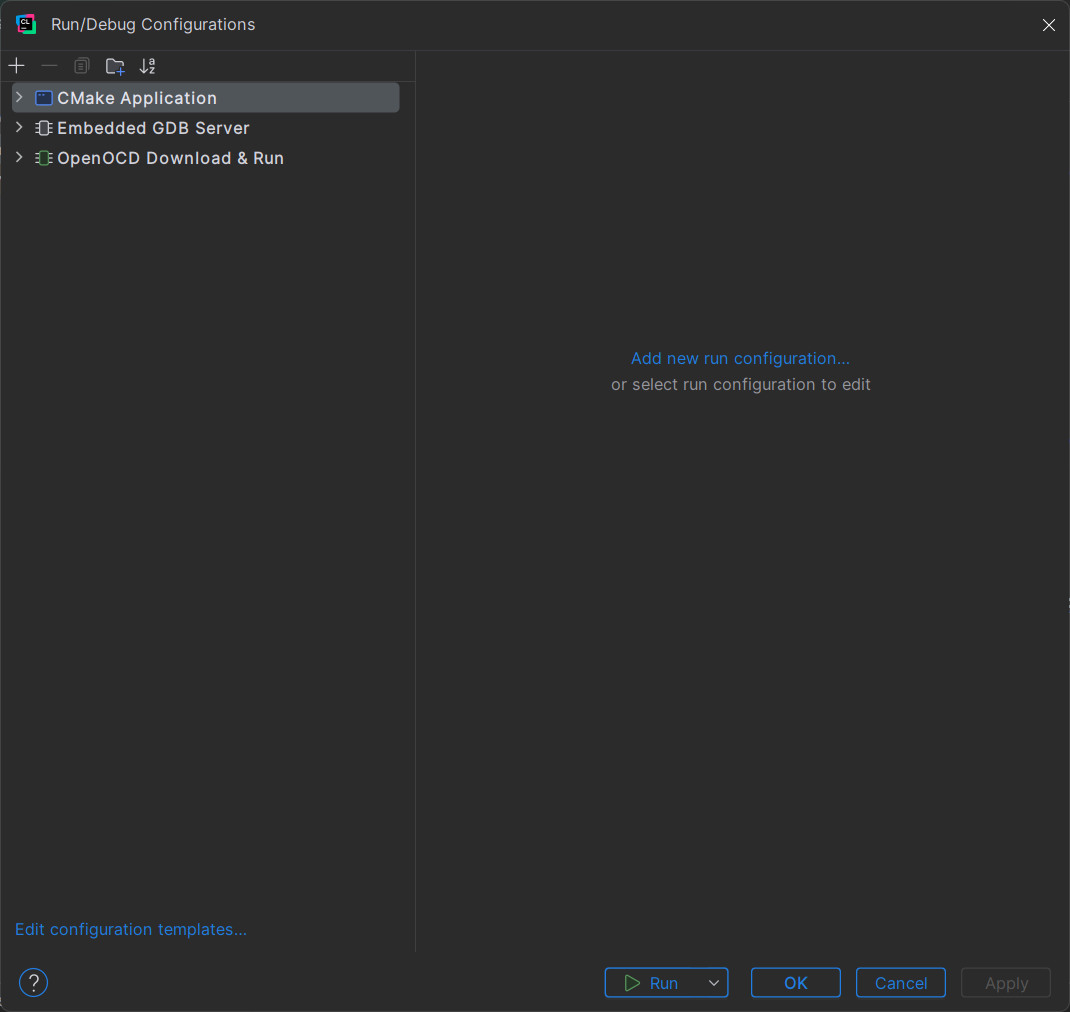 Run/Debug Configurations
CMake Application
Embedded GDB Server
OpenOCD Download & Run
Add new run configuration...
or select run configuration to edit
Edit configuration templates...
?
Run
OK
Cancel
Apply